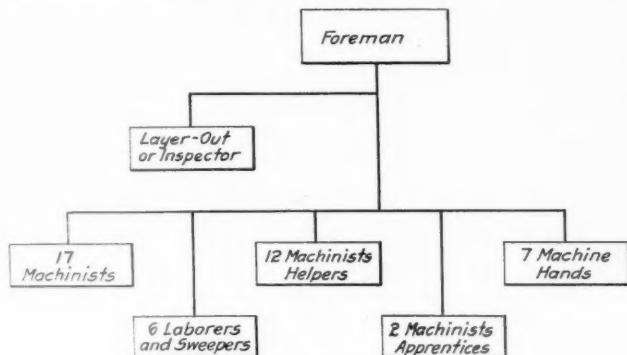 Foreman
Layer-Out
or Inspector
17
Machinists
12 Machinists
Helpers
7 Machine
Hands
6 Laborers
and Sweepers
2 Machinists
Apprentices